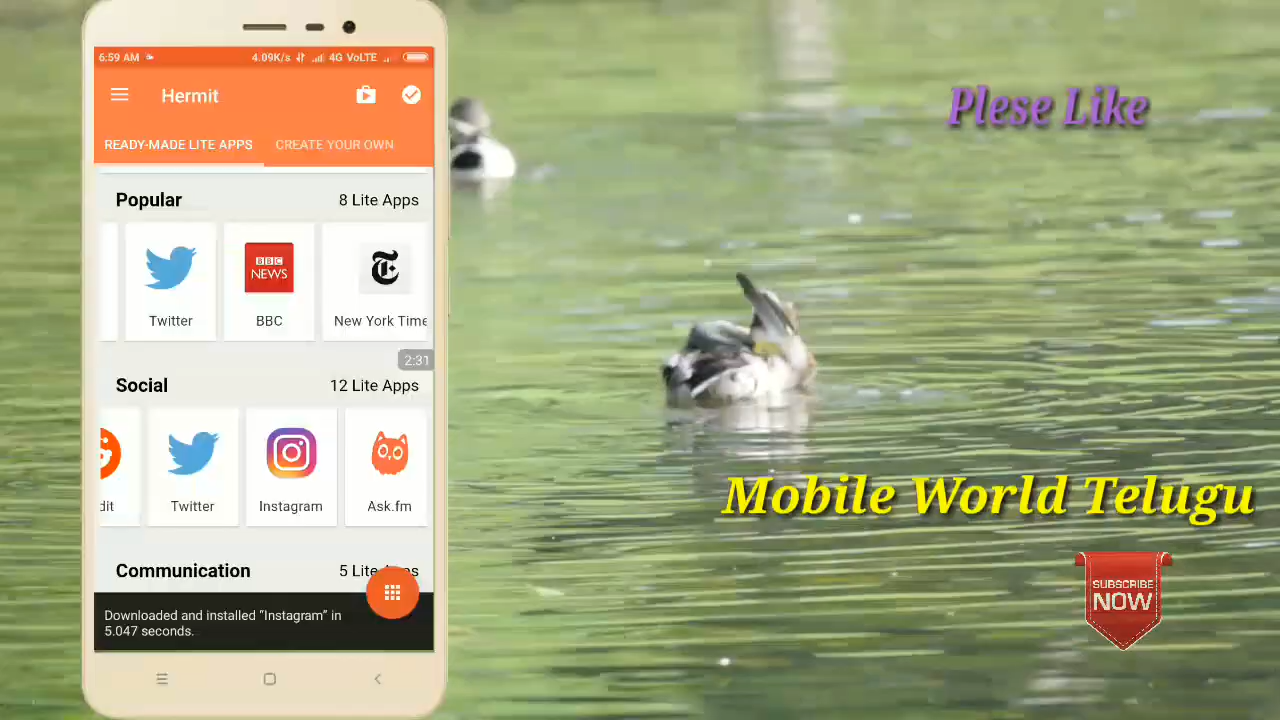 6:59 AM 4.09K/s 4G VoLTE
Hermit
READY-MADE LITE APPS CREATE YOUR OWN
Popular 8 Lite Apps
BBC NEWS
Twitter BBC New York Time
2:31
Social 12 Lite Apps
dit Twitter Instagram Ask.fm
Communication 5 Lite Apps
Downloaded and installed “Instagram” in
5.047 seconds.
Plese Like
Mobile World Telugu
SUBSCRIBE
NOW